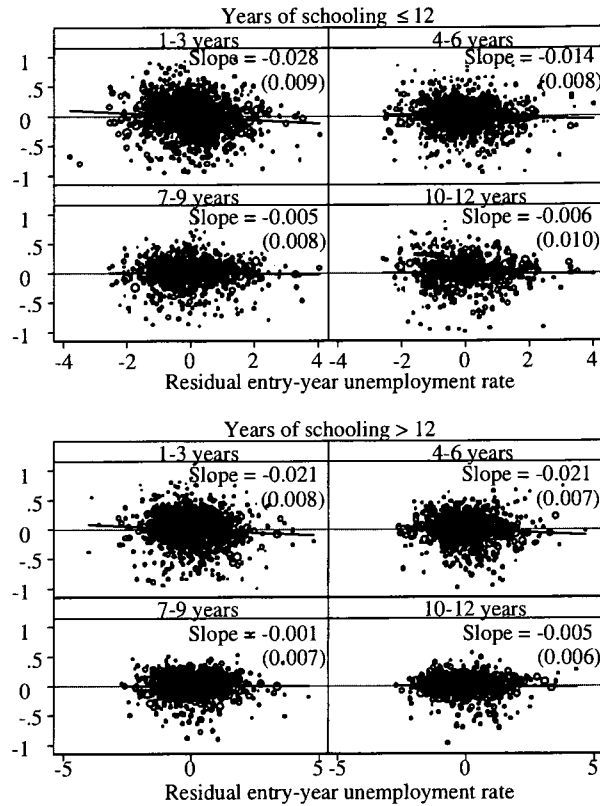 Years of schooling ≤ 12
1-3 years 4-6 years
Slope = -0.028 Slope = -0.014
(0.009) (0.008)
1
.5
0
-.5
-1
7-9 years 10-12 years
Slope = -0.005 Slope = -0.006
(0.008) (0.010)
1
.5
0
-.5
-1
-4 -2 0 2 4 -4 -2 0 2 4
Residual entry-year unemployment rate
Years of schooling > 12
1-3 years 4-6 years
Slope = -0.021 Slope = -0.021
(0.008) (0.007)
1
.5
0
-.5
-1
7-9 years 10-12 years
Slope = -0.001 Slope = -0.005
(0.007) (0.006)
1
.5
0
-.5
-1
-5 0 5 -5 0 5
Residual entry-year unemployment rate